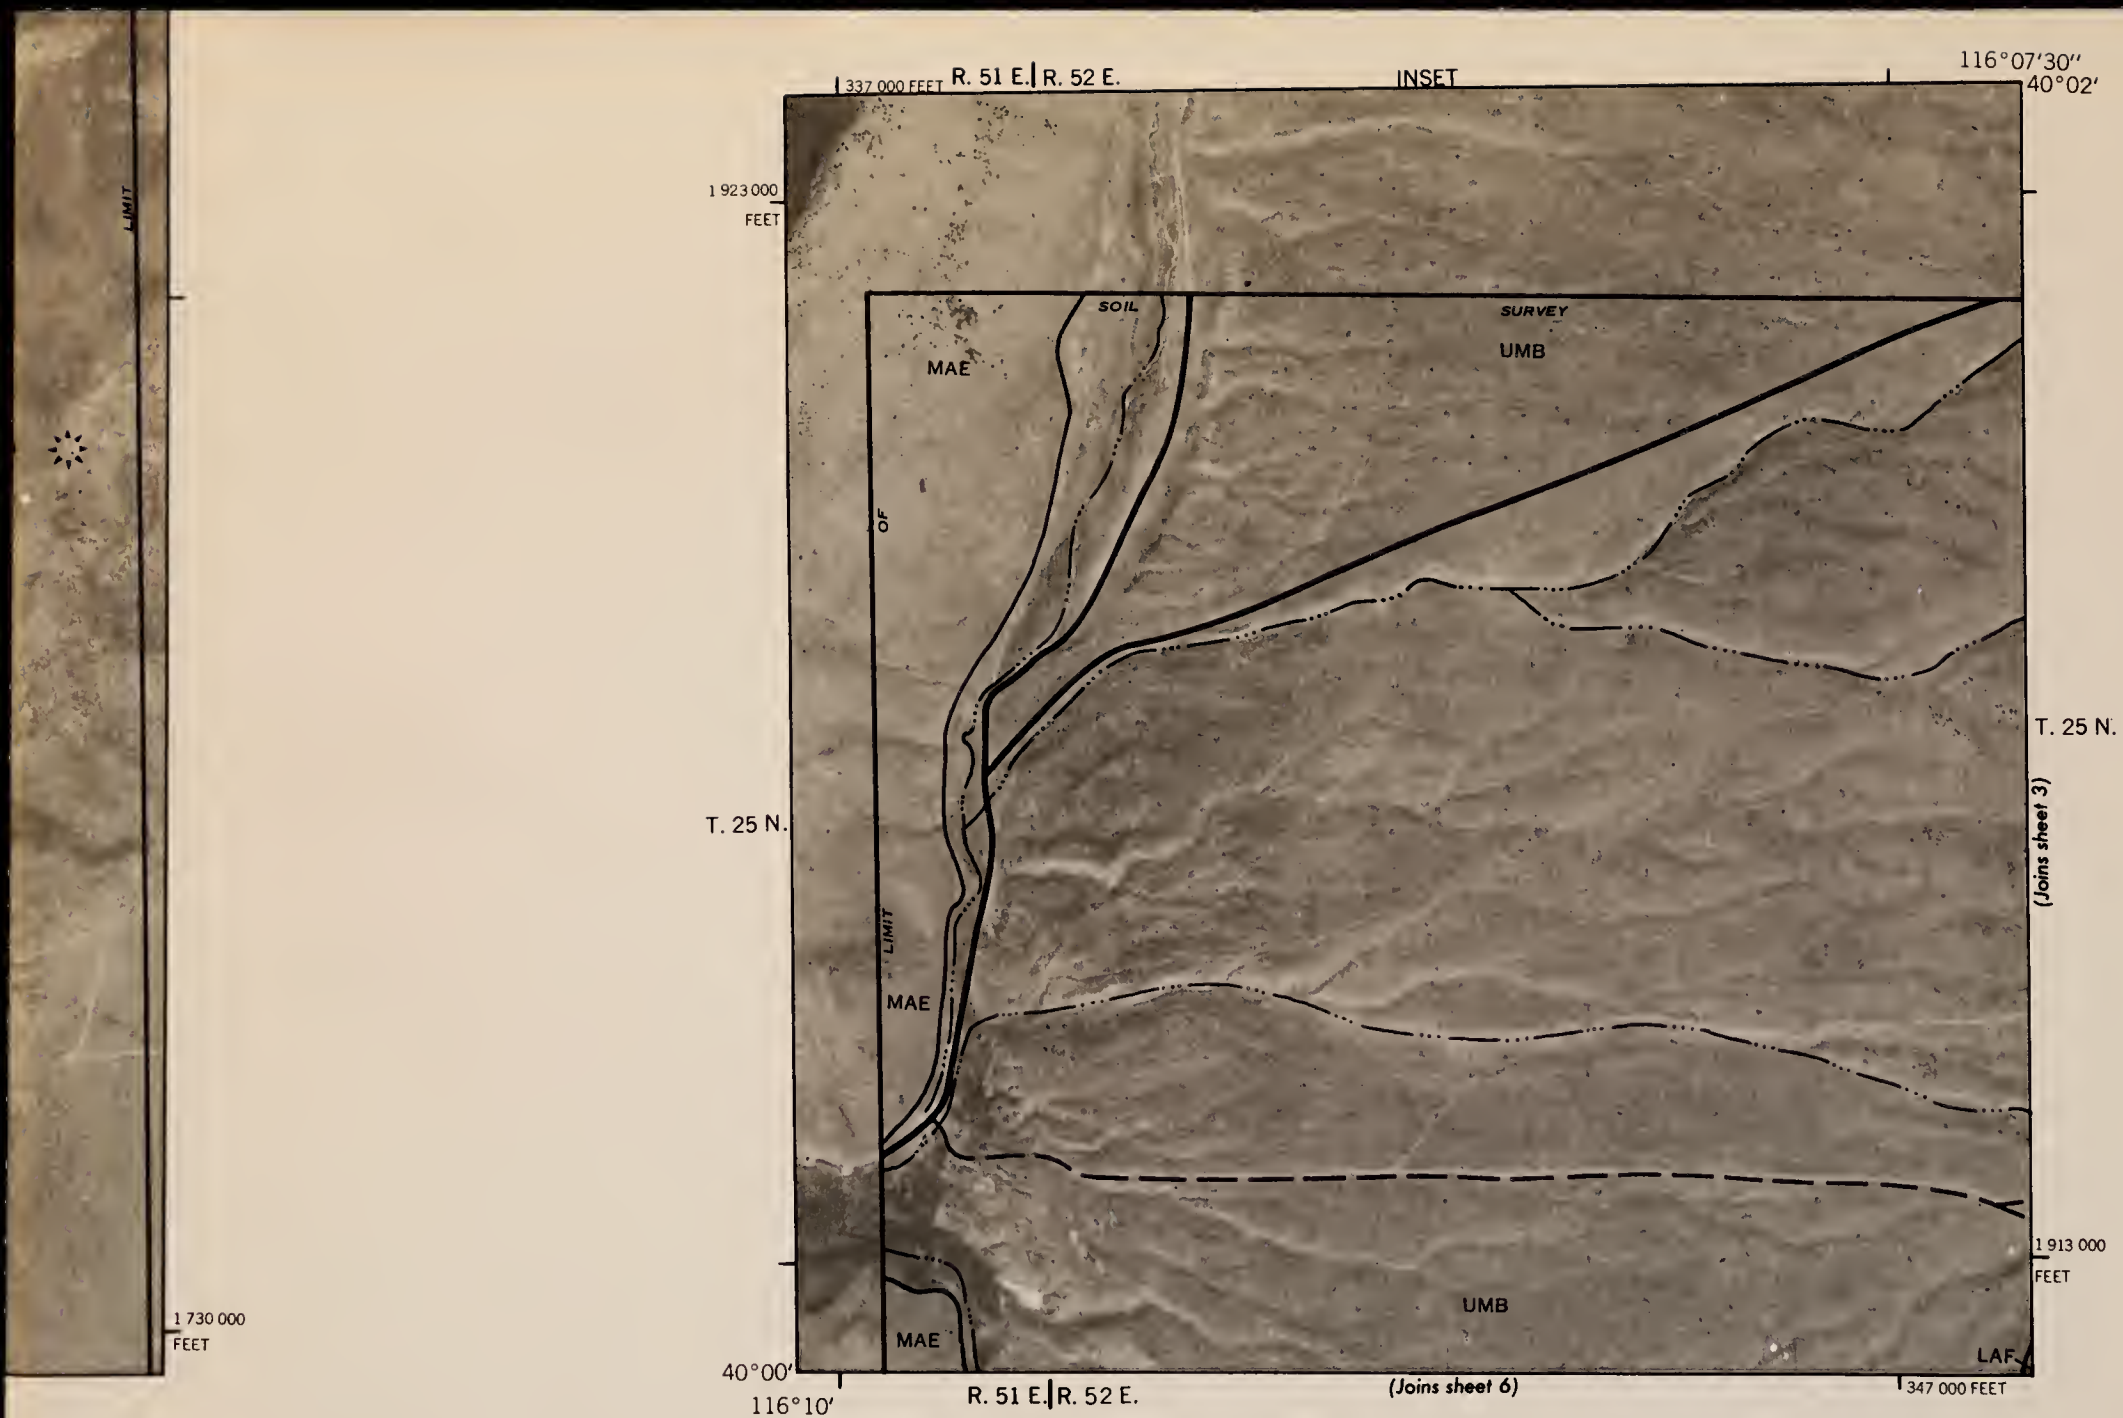 116°07'30"
337 000 FEET R. 51 E. R. 52 E. INSET 40°02'
LIMIT
1 923 000
FEET
SOIL SURVEY
UMB
MAE
OF
T. 25 N.
T. 25 N.
(Joins sheet 3)
LIMIT
MAE
1 913 000
FEET
UMB
1 730 000
FEET
MAE
LAF
40°00'
116°10'
R. 51 E. R. 52 E.
(Joins sheet 6)
347 000 FEET